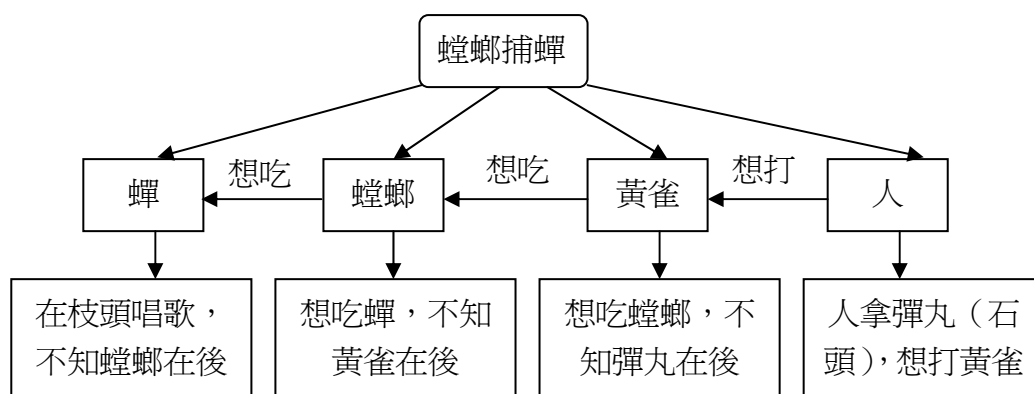 螳螂捕蟬
想吃
想吃
想打
蟬
螳螂
黃雀
人
在枝頭唱歌，
不知螳螂在後
想吃蟬，不知
黃雀在後
想吃螳螂，不
知彈丸在後
人拿彈丸（石
頭），想打黃雀